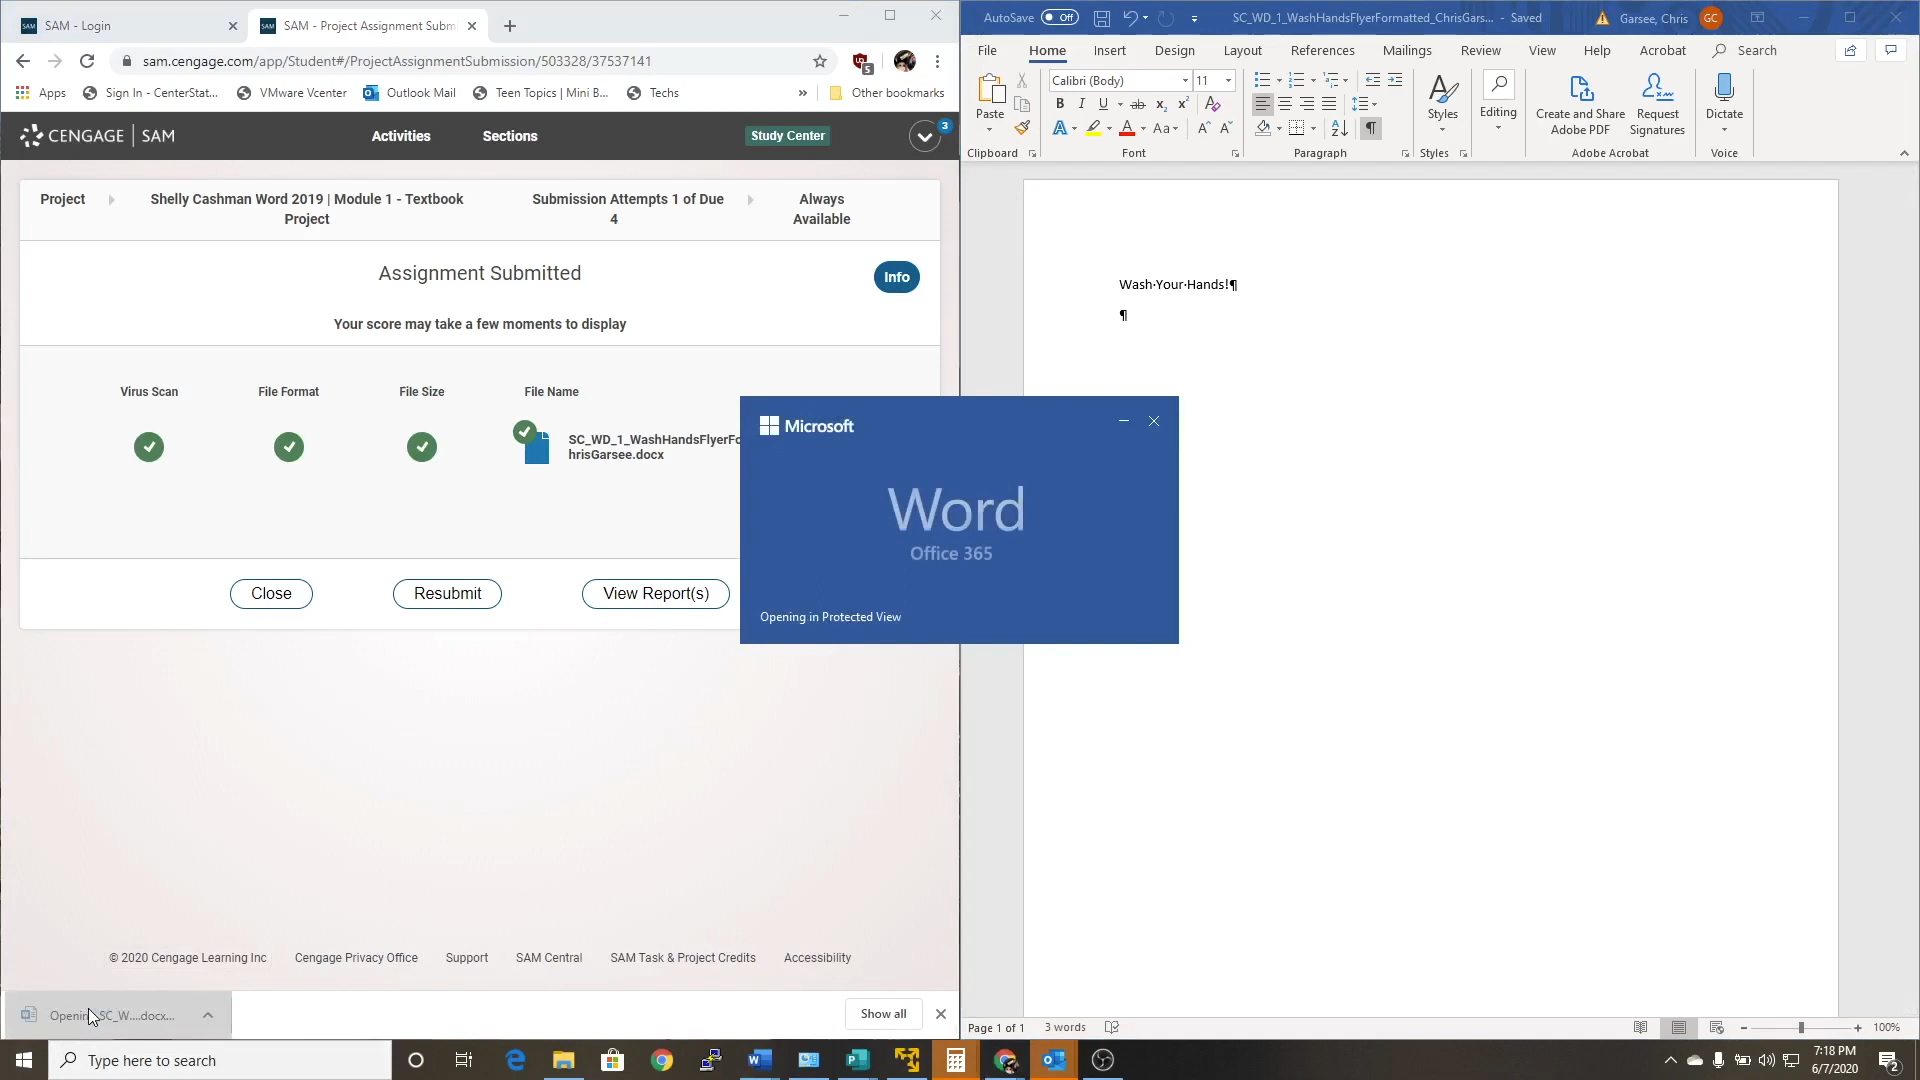 SAM - Login
SAM - Project Assignment Subm
sam.cengage.com/app/Student#/ProjectAssignmentSubmission/503328/37537141
5
Apps
Sign In - CenterStat...
VMware Vcenter
Outlook Mail
Teen Topics | Mini B...
Techs
»
Other bookmarks
CENGAGE | SAM
Activities
Sections
Study Center
3
Project
Shelly Cashman Word 2019 | Module 1 - Textbook
Project
Submission Attempts 1 of Due
4
Always
Available
Assignment Submitted
Info
Your score may take a few moments to display
Virus Scan
File Format
File Size
File Name
SC_WD_1_WashHandsFlyerFo
hrisGarsee.docx
Close
Resubmit
View Report(s)
© 2020 Cengage Learning Inc
Cengage Privacy Office
Support
SAM Central
SAM Task & Project Credits
Accessibility
Show all
Type here to search
AutoSave
Off
SC_WD_1_WashHandsFlyerFormatted_ChrisGars... - Saved
Garsee, Chris
GC
File
Home
Insert
Design
Layout
References
Mailings
Review
View
Help
Acrobat
Search
Paste
Clipboard
Calibri (Body)
11
Font
Paragraph
Styles
Styles
Editing
Create and Share
Adobe PDF
Request
Signatures
Adobe Acrobat
Dictate
Voice
Wash·Your·Hands!¶
¶
Microsoft
Word
Office 365
Opening in Protected View
Page 1 of 1
3 words
100%
7:18 PM
6/7/2020
2